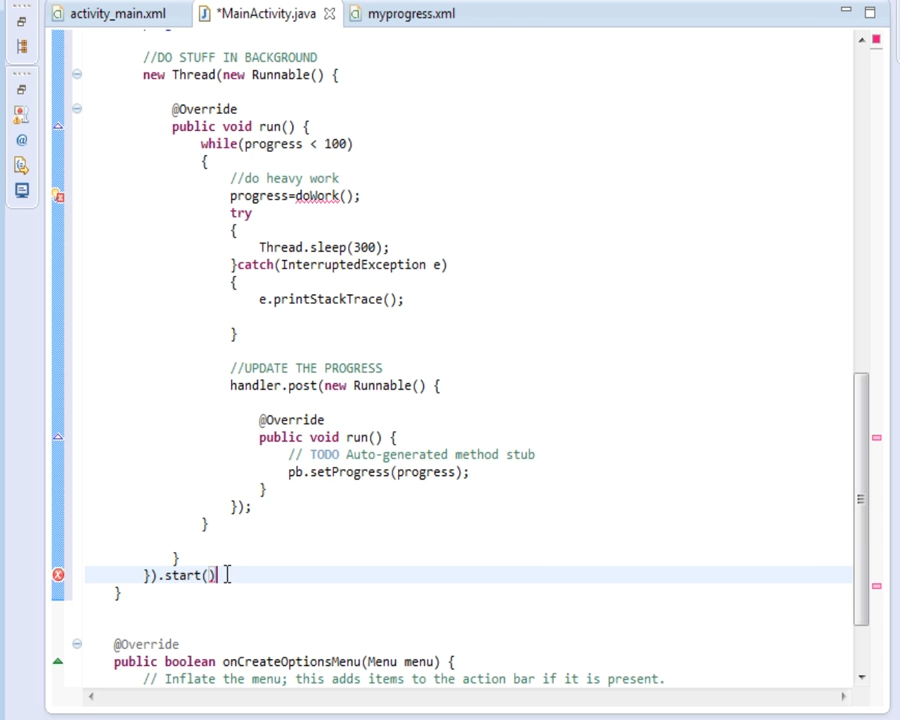 activity_main.xml *MainActivity.java myprogress.xml
//DO STUFF IN BACKGROUND
new Thread(new Runnable() {
@Override
public void run() {
while(progress < 100)
{
//do heavy work
progress=doWork();
try
{
Thread.sleep(300);
}catch(InterruptedException e)
{
e.printStackTrace();
}
//UPDATE THE PROGRESS
handler.post(new Runnable() {
@Override
public void run() {
// TODO Auto-generated method stub
pb.setProgress(progress);
}
});
}
}
}).start()
}
@Override
public boolean onCreateOptionsMenu(Menu menu) {
// Inflate the menu; this adds items to the action bar if it is present.